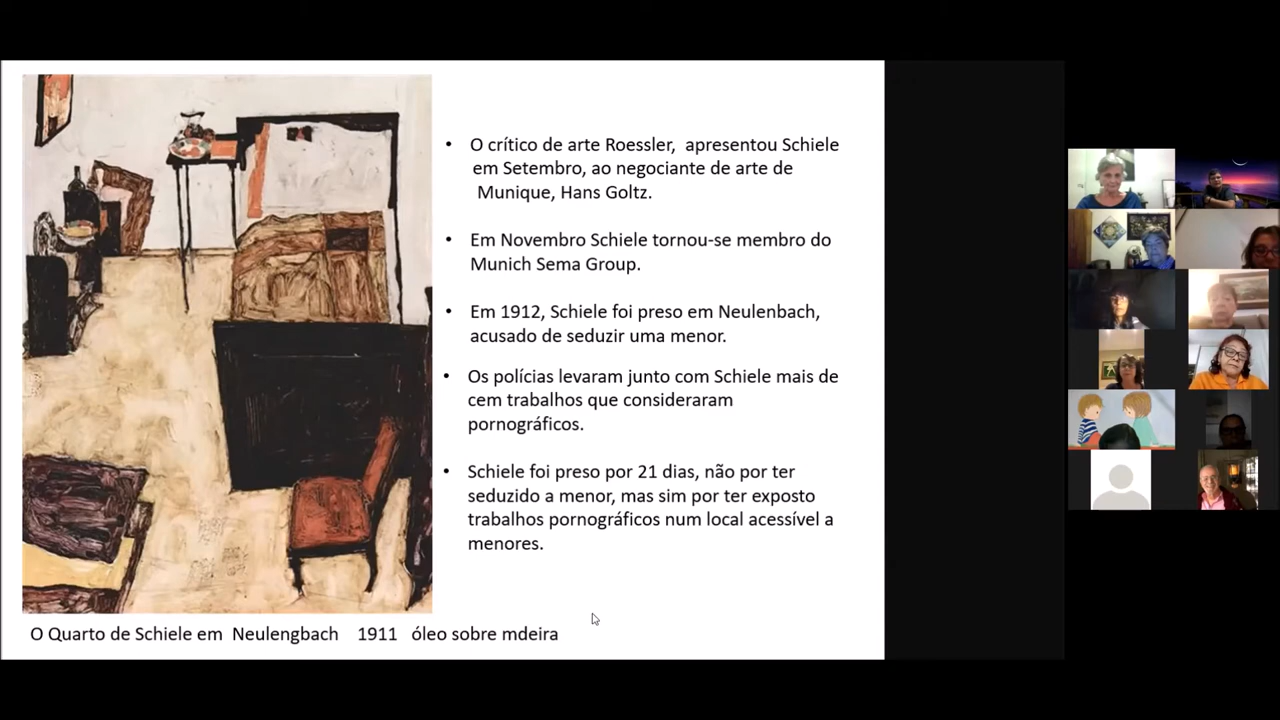 • O crítico de arte Roessler, apresentou Schiele
em Setembro, ao negociante de arte de
Munique, Hans Goltz.
• Em Novembro Schiele tornou-se membro do
Munich Sema Group.
• Em 1912, Schiele foi preso em Neulenbach,
acusado de seduzir uma menor.
• Os polícias levaram junto com Schiele mais de
cem trabalhos que consideraram
pornográficos.
• Schiele foi preso por 21 dias, não por ter
seduzido a menor, mas sim por ter exposto
trabalhos pornográficos num local acessível a
menores.
O Quarto de Schiele em Neulengbach 1911 óleo sobre mdeira